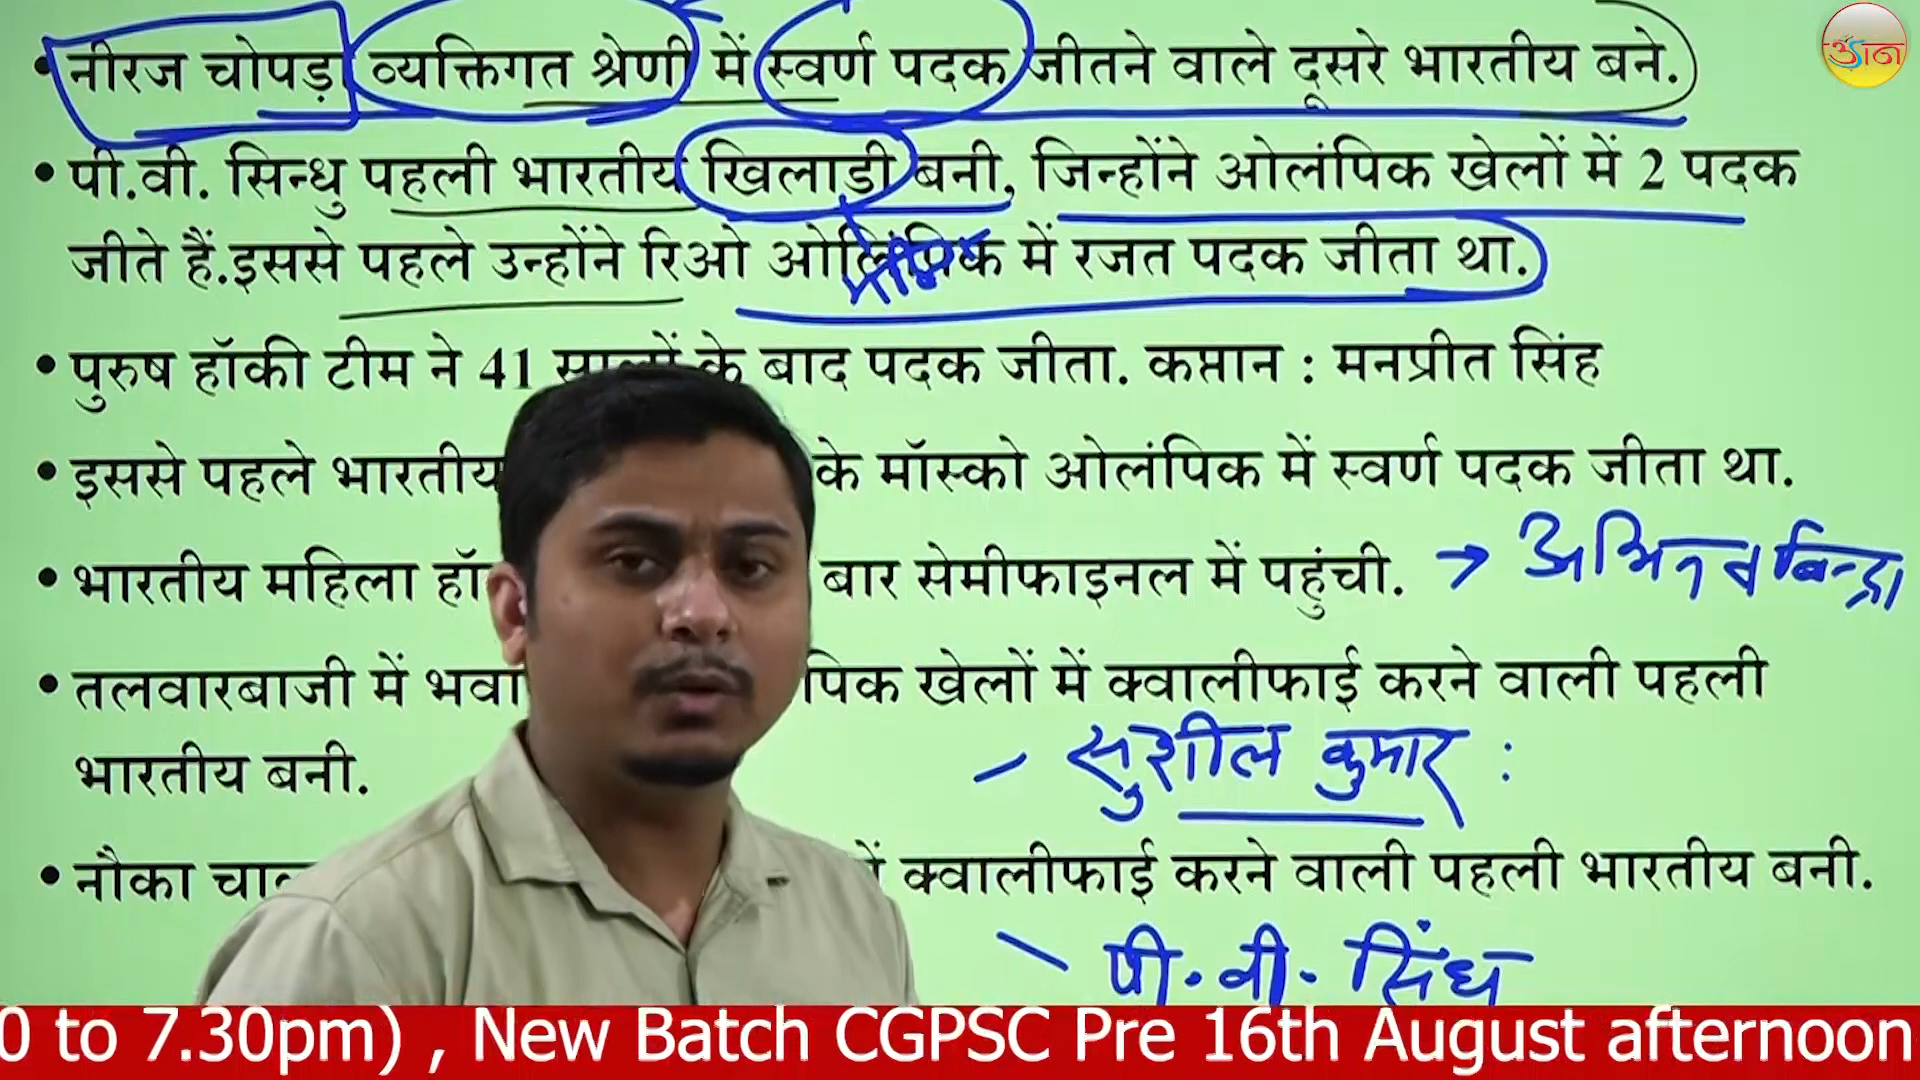 उड़ान
• नीरज चोपड़ा व्यक्तिगत श्रेणी में स्वर्ण पदक जीतने वाले दूसरे भारतीय बने.
• पी.वी. सिन्धु पहली भारतीय खिलाडी बनी, जिन्होंने ओलंपिक खेलों में 2 पदक
जीते हैं.इससे पहले उन्होंने रिओ ओलिंपिक में रजत पदक जीता था.
• पुरुष हॉकी टीम ने 41 सालों के बाद पदक जीता. कप्तान : मनप्रीत सिंह
• इससे पहले भारतीय के मॉस्को ओलंपिक में स्वर्ण पदक जीता था.
• भारतीय महिला हॉ बार सेमीफाइनल में पहुंची. → अभिनव बिन्द्रा
• तलवारबाजी में भवा पिक खेलों में क्वालीफाई करने वाली पहली
भारतीय बनी.
– सुशील कुमार :
• नौका चाल में क्वालीफाई करने वाली पहली भारतीय बनी.
पी. वी. सिंध
0 to 7.30pm) , New Batch CGPSC Pre 16th August afternoon